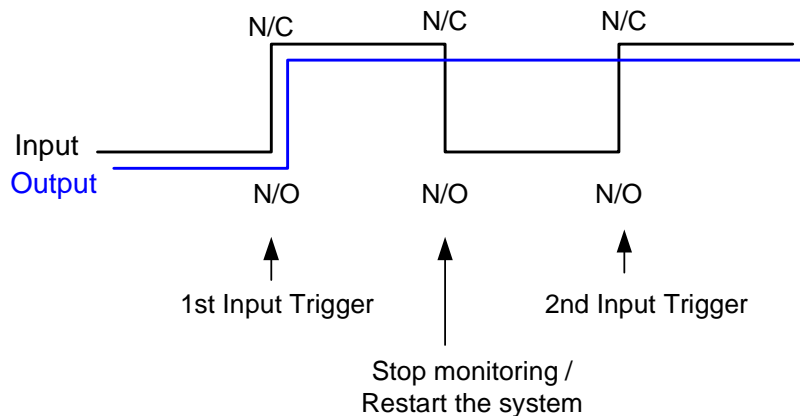 N/C N/C N/C
Input
Output
N/O N/O N/O
1st Input Trigger 2nd Input Trigger
Stop monitoring /
Restart the system